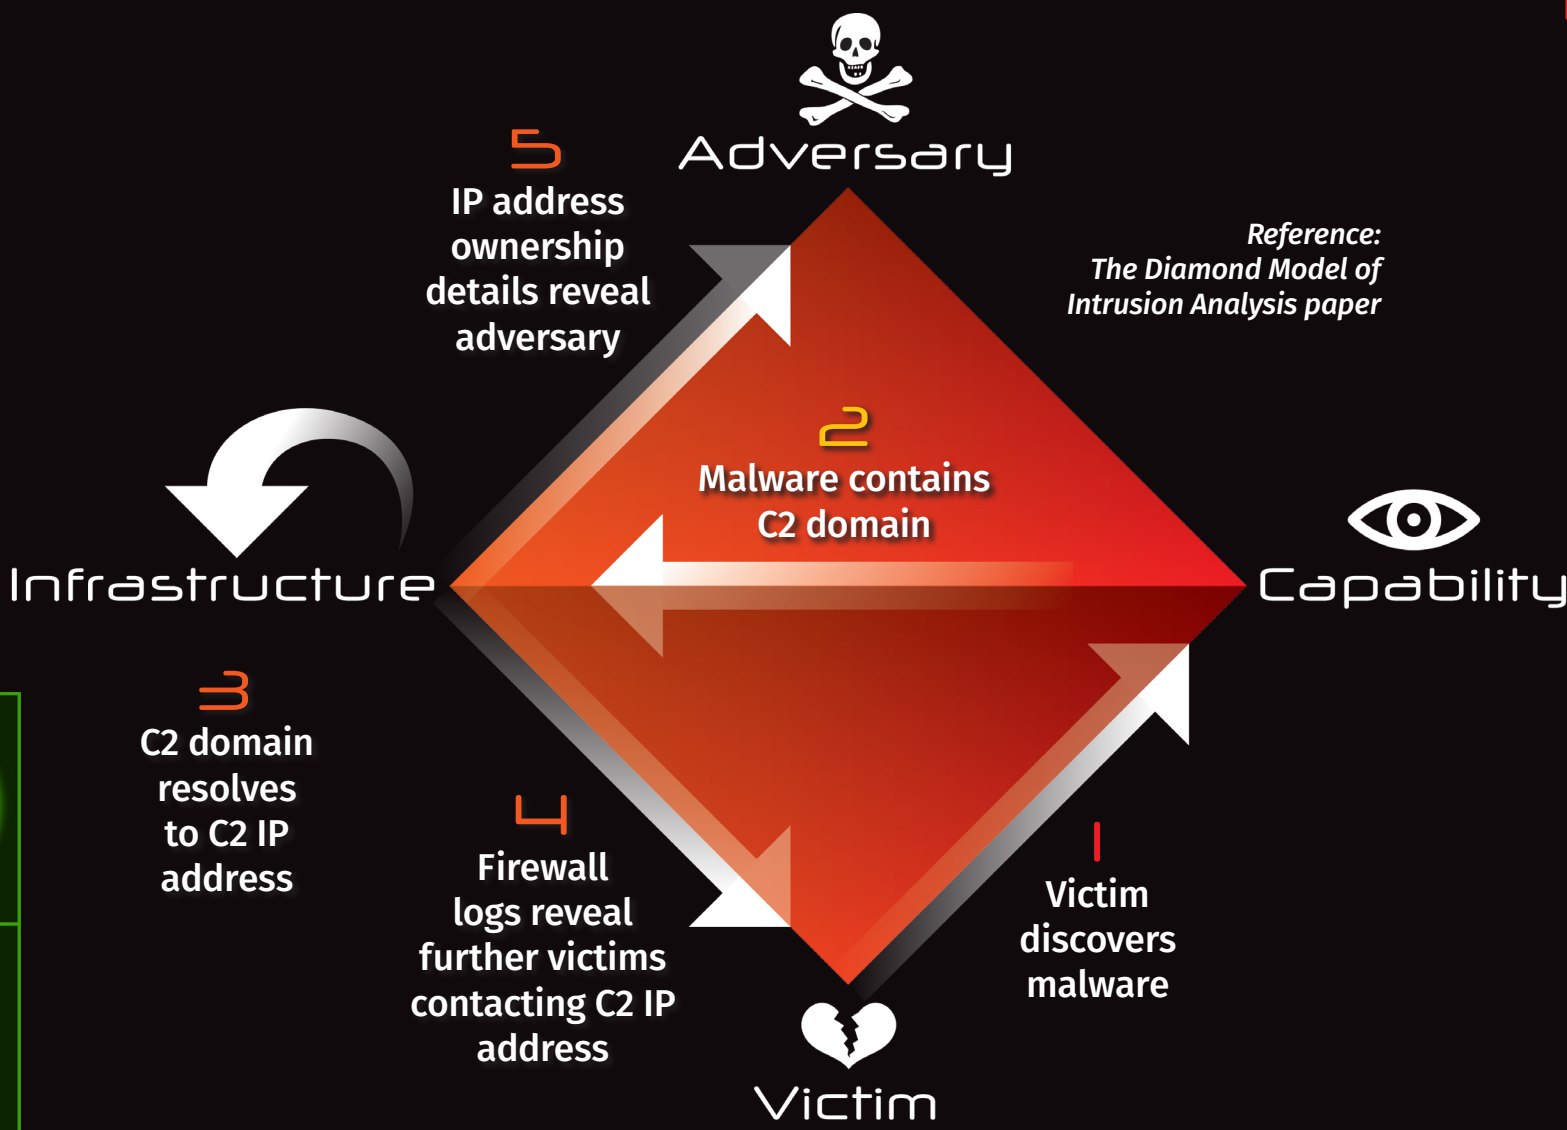 Adversary
5
IP address
ownership
details reveal
adversary
Reference:
The Diamond Model of
Intrusion Analysis paper
2
Malware contains
C2 domain
Infrastructure
Capability
3
C2 domain
resolves
to C2 IP
address
4
Firewall
logs reveal
further victims
contacting C2 IP
address
1
Victim
discovers
malware
Victim